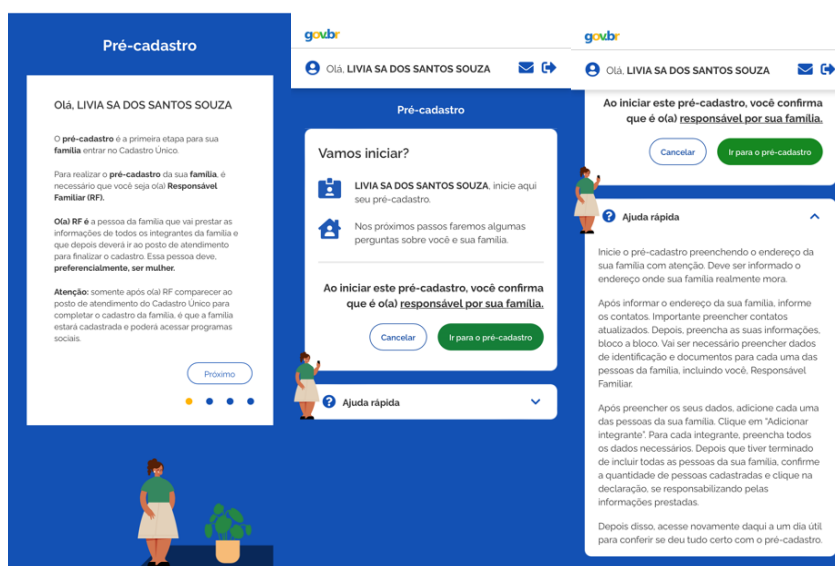 Pré-cadastro
Olá, LIVIA SA DOS SANTOS SOUZA
O pré-cadastro é a primeira etapa para sua
família entrar no Cadastro Único.
Para realizar o pré-cadastro da sua família, é
necessário que você seja o(a) Responsável
Familiar (RF).
O(a) RF é a pessoa da família que vai prestar as
informações de todos os integrantes da família e
que depois deverá ir ao posto de atendimento
para finalizar o cadastro. Essa pessoa deve,
preferencialmente, ser mulher.
Atenção: somente após o(a) RF comparecer ao
posto de atendimento do Cadastro Único para
completar o cadastro da família, é que a família
estará cadastrada e poderá acessar programas
sociais.
Próximo
gov.br
Olá, LIVIA SA DOS SANTOS SOUZA
Pré-cadastro
Vamos iniciar?
LIVIA SA DOS SANTOS SOUZA, inicie aqui
seu pré-cadastro.
Nos próximos passos faremos algumas
perguntas sobre você e sua família.
Ao iniciar este pré-cadastro, você confirma
que é o(a) responsável por sua família.
Cancelar
Ir para o pré-cadastro
Ajuda rápida
gov.br
Olá, LIVIA SA DOS SANTOS SOUZA
Ao iniciar este pré-cadastro, você confirma
que é o(a) responsável por sua família.
Cancelar
Ir para o pré-cadastro
Ajuda rápida
Inicie o pré-cadastro preenchendo o endereço da
sua família com atenção. Deve ser informado o
endereço onde sua família realmente mora.
Após informar o endereço da sua família, informe
os contatos. Importante preencher contatos
atualizados. Depois, preencha as suas informações,
bloco a bloco. Vai ser necessário preencher dados
de identificação e documentos para cada uma das
pessoas da família, incluindo você, Responsável
Familiar.
Após preencher os seus dados, adicione cada uma
das pessoas da sua família. Clique em "Adicionar
integrante". Para cada integrante, preencha todos
os dados necessários. Depois que tiver terminado
de incluir todas as pessoas da sua família, confirme
a quantidade de pessoas cadastradas e clique na
declaração, se responsabilizando pelas
informações prestadas.
Depois disso, acesse novamente daqui a um dia útil
para conferir se deu tudo certo com o pré-cadastro.